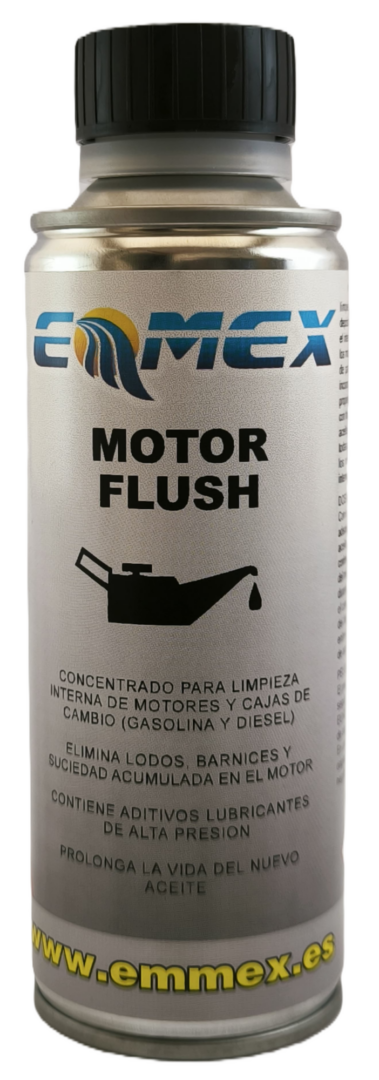 EMMEX
MOTOR
FLUSH
CONCENTRADO PARA LIMPIEZA
INTERNA DE MOTORES Y CAJAS DE
CAMBIO (GASOLINA Y DIESEL)
ELIMINA LODOS, BARNICES Y
SUCIEDAD ACUMULADA EN EL MOTOR
CONTIENE ADITIVOS LUBRICANTES
DE ALTA PRESION
PROLONGA LA VIDA DEL NUEVO
ACEITE
www.emmex.es